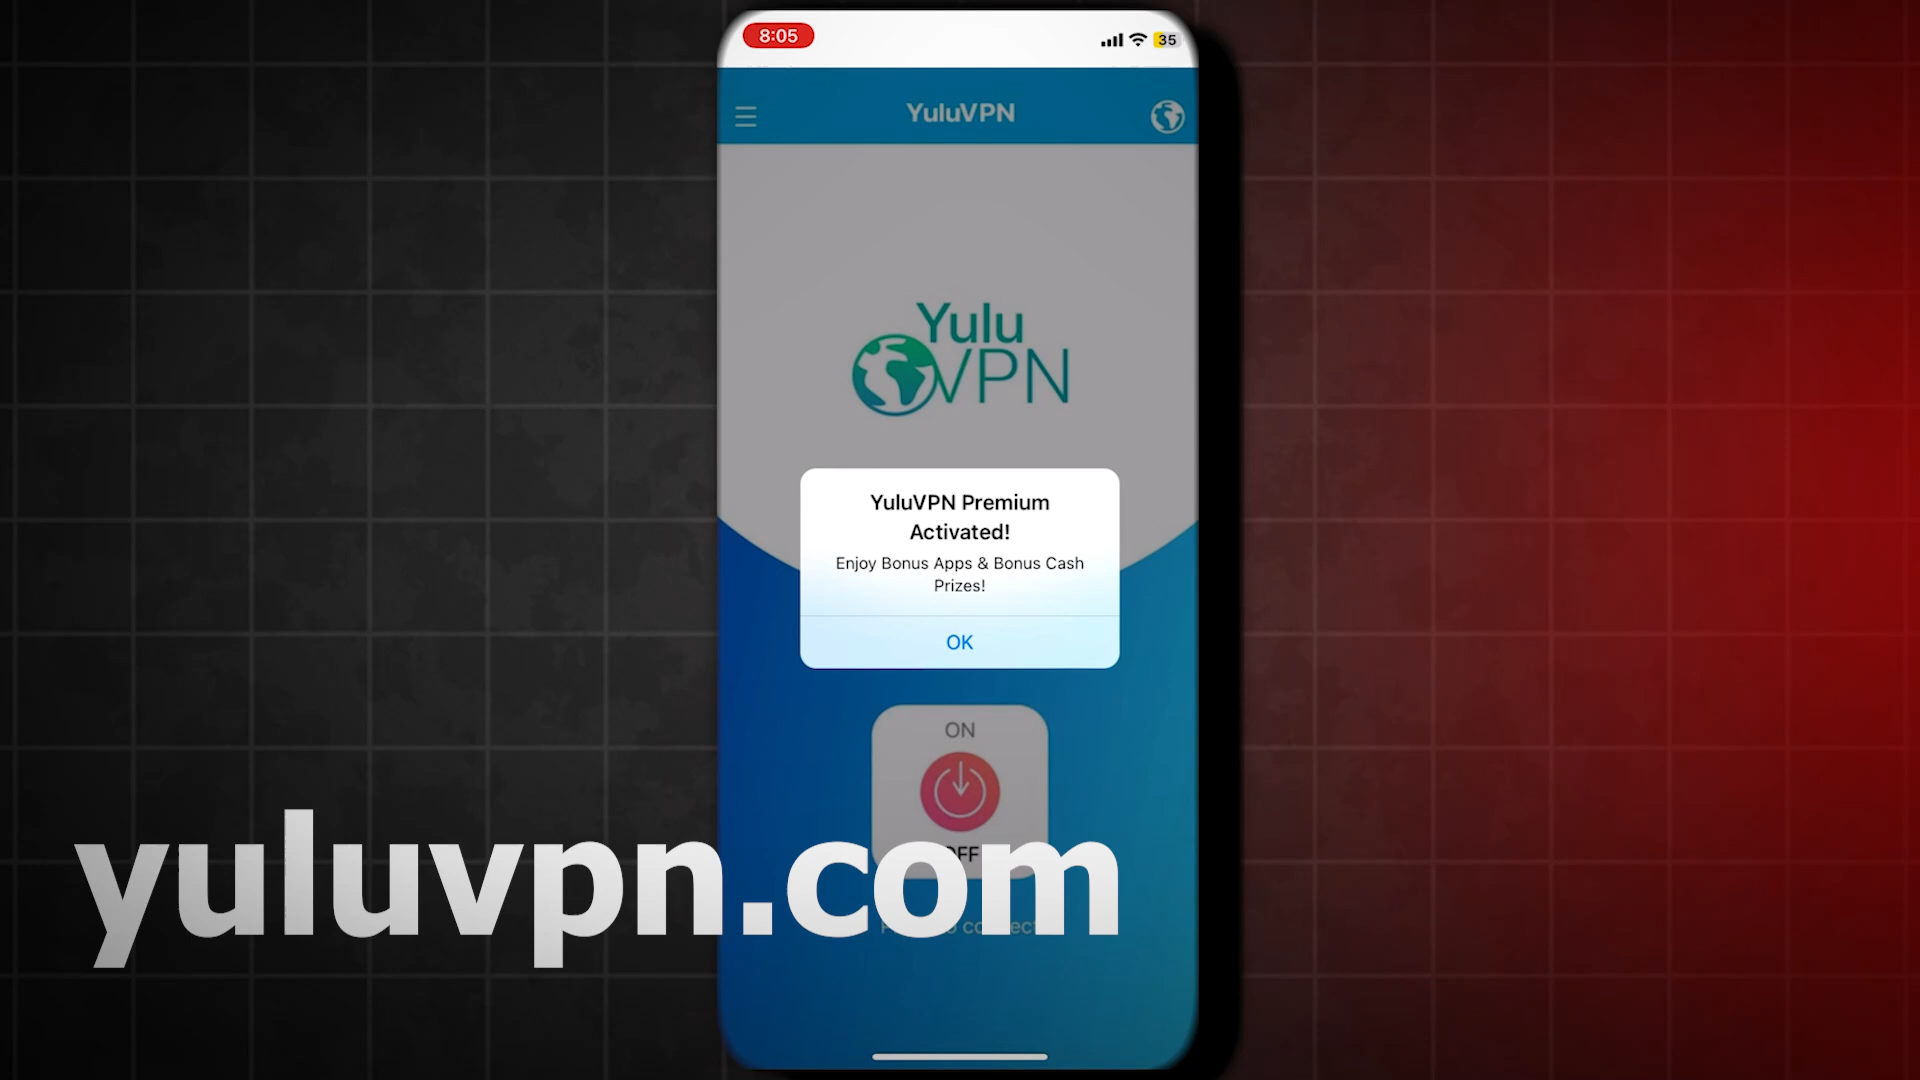 8:05
35
YuluVPN
Yulu
VPN
YuluVPN Premium
Activated!
Enjoy Bonus Apps & Bonus Cash
Prizes!
OK
ON
yuluvpn.com